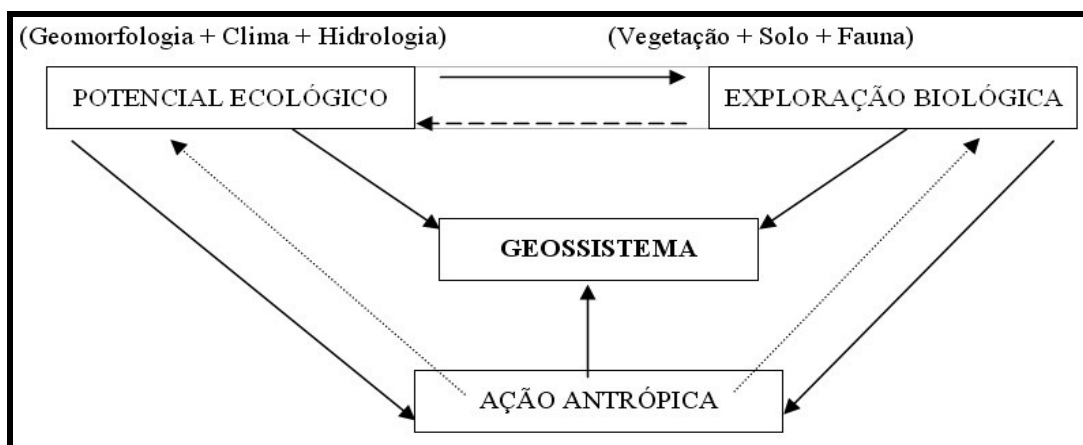 (Geomorfologia + Clima + Hidrologia)
(Vegetação + Solo + Fauna)
POTENCIAL ECOLÓGICO
EXPLORAÇÃO BIOLÓGICA
GEOSSISTEMA
AÇÃO ANTRÓPICA